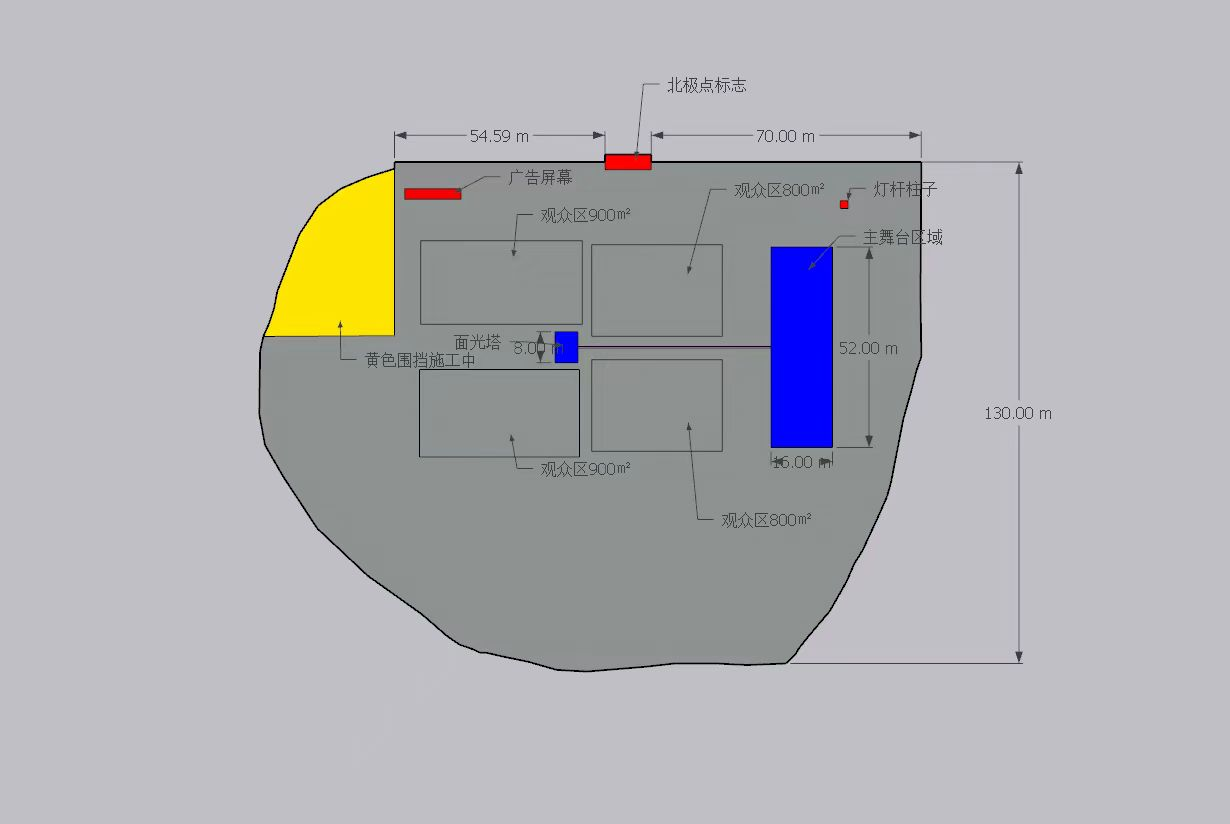 北极点标志
54.59 m
70.00 m
广告屏幕
观众区800㎡
灯杆柱子
观众区900㎡
主舞台区域
面光塔
8.00 m
52.00 m
黄色围挡施工中
130.00 m
观众区900㎡
16.00 m
观众区800㎡